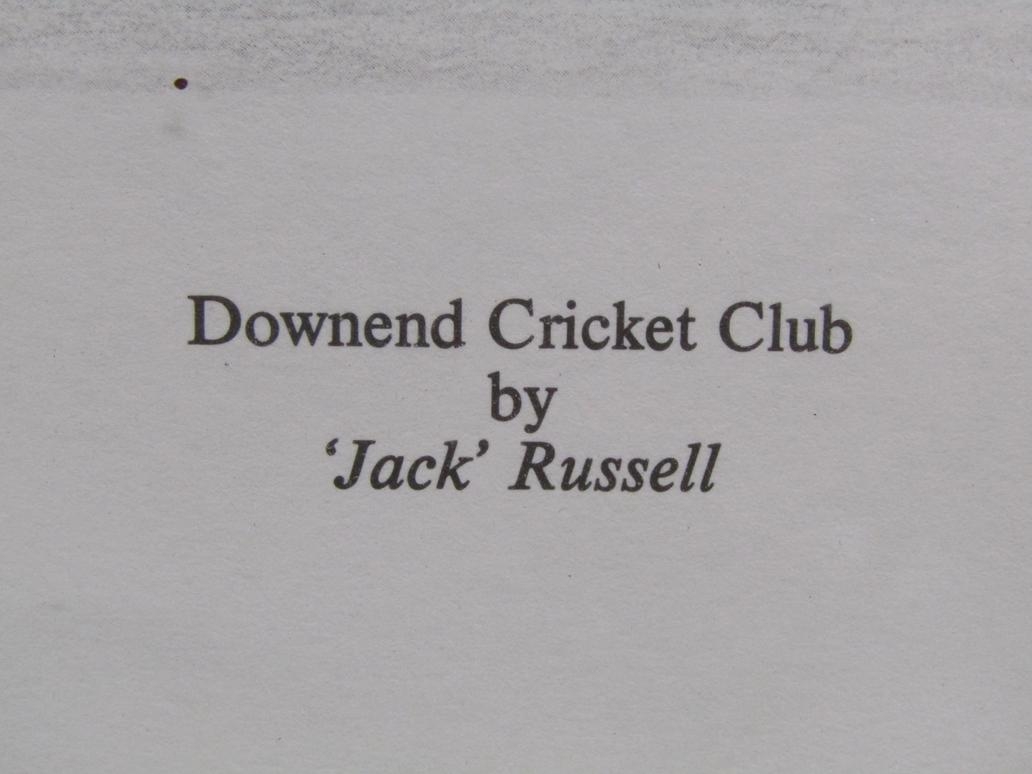 Downend Cricket Club
by
‘Jack’ Russell